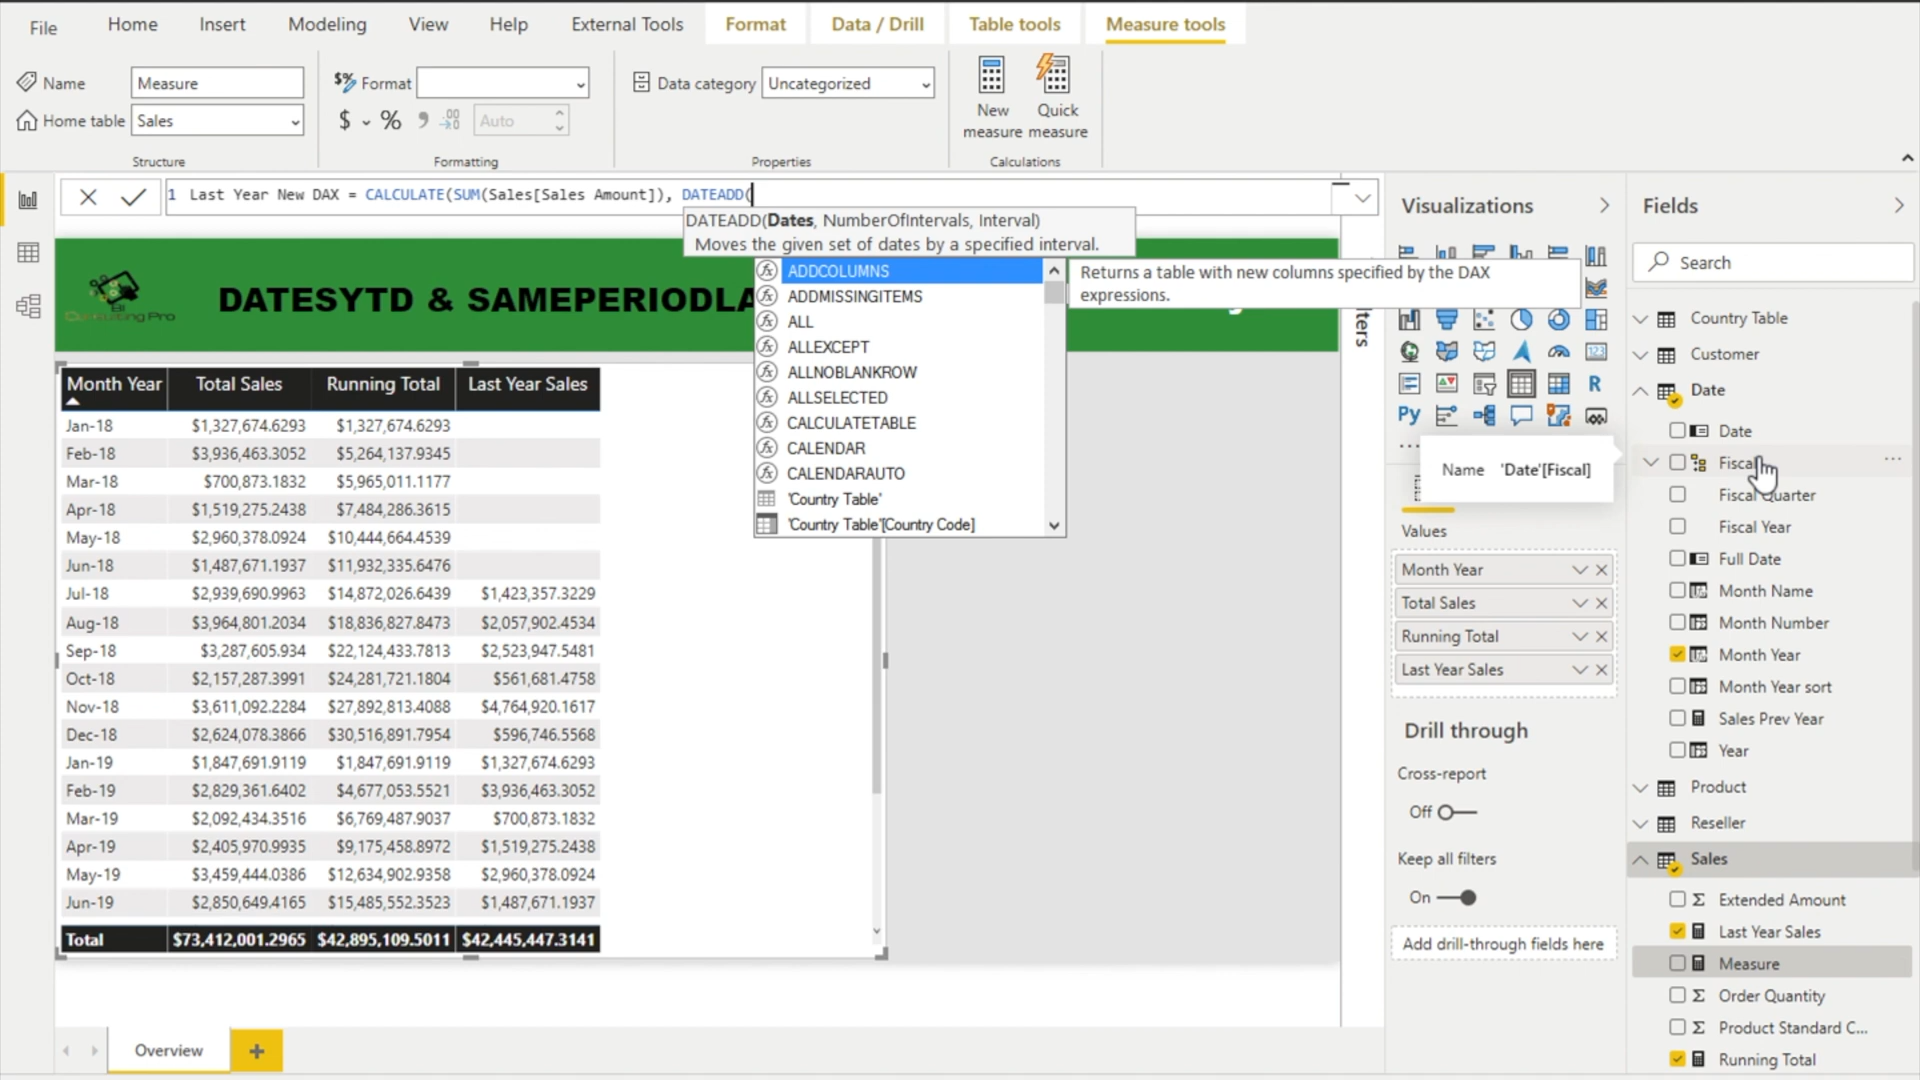 File Home Insert Modeling View Help External Tools Format Data / Drill Table tools Measure tools
Name Measure
Home table Sales
Structure
Format
$ % Auto
Formatting
Data category Uncategorized
Properties
New measure
Quick measure
Calculations
1 Last Year New DAX = CALCULATE(SUM(Sales[Sales Amount]), DATEADD(
DATEADD(Dates, NumberOfIntervals, Interval)
Moves the given set of dates by a specified interval.
ADDCOLUMNS
ADDMISSINGITEMS
ALL
ALLEXCEPT
ALLNOBLANKROW
ALLSELECTED
CALCULATETABLE
CALENDAR
CALENDARAUTO
'Country Table'
'Country Table'[Country Code]
Returns a table with new columns specified by the DAX
expressions.
DATESYTD & SAMEPERIODLA
Month Year Total Sales Running Total Last Year Sales
Jan-18 $1,327,674.6293 $1,327,674.6293
Feb-18 $3,936,463.3052 $5,264,137.9345
Mar-18 $700,873.1832 $5,965,011.1177
Apr-18 $1,519,275.2438 $7,484,286.3615
May-18 $2,960,378.0924 $10,444,664.4539
Jun-18 $1,487,671.1937 $11,932,335.6476
Jul-18 $2,939,690.9963 $14,872,026.6439 $1,423,357.3229
Aug-18 $3,964,801.2034 $18,836,827.8473 $2,057,902.4534
Sep-18 $3,287,605.934 $22,124,433.7813 $2,523,947.5481
Oct-18 $2,157,287.3991 $24,281,721.1804 $561,681.4758
Nov-18 $3,611,092.2284 $27,892,813.4088 $4,764,920.1617
Dec-18 $2,624,078.3866 $30,516,891.7954 $596,746.5568
Jan-19 $1,847,691.9119 $1,847,691.9119 $1,327,674.6293
Feb-19 $2,829,361.6402 $4,677,053.5521 $3,936,463.3052
Mar-19 $2,092,434.3516 $6,769,487.9037 $700,873.1832
Apr-19 $2,405,970.9935 $9,175,458.8972 $1,519,275.2438
May-19 $3,459,444.0386 $12,634,902.9358 $2,960,378.0924
Jun-19 $2,850,649.4165 $15,485,552.3523 $1,487,671.1937
Total $73,412,001.2965 $42,895,109.5011 $42,445,447.3141
Overview
Visualizations
123
R
Py
Name 'Date'[Fiscal]
Values
Month Year
Total Sales
Running Total
Last Year Sales
Drill through
Cross-report
Off
Keep all filters
On
Add drill-through fields here
Fields
Search
Country Table
Customer
Date
Date
Fiscal
Fiscal Quarter
Fiscal Year
Full Date
Month Name
Month Number
Month Year
Month Year sort
Sales Prev Year
Year
Product
Reseller
Sales
Extended Amount
Last Year Sales
Measure
Order Quantity
Product Standard C...
Running Total